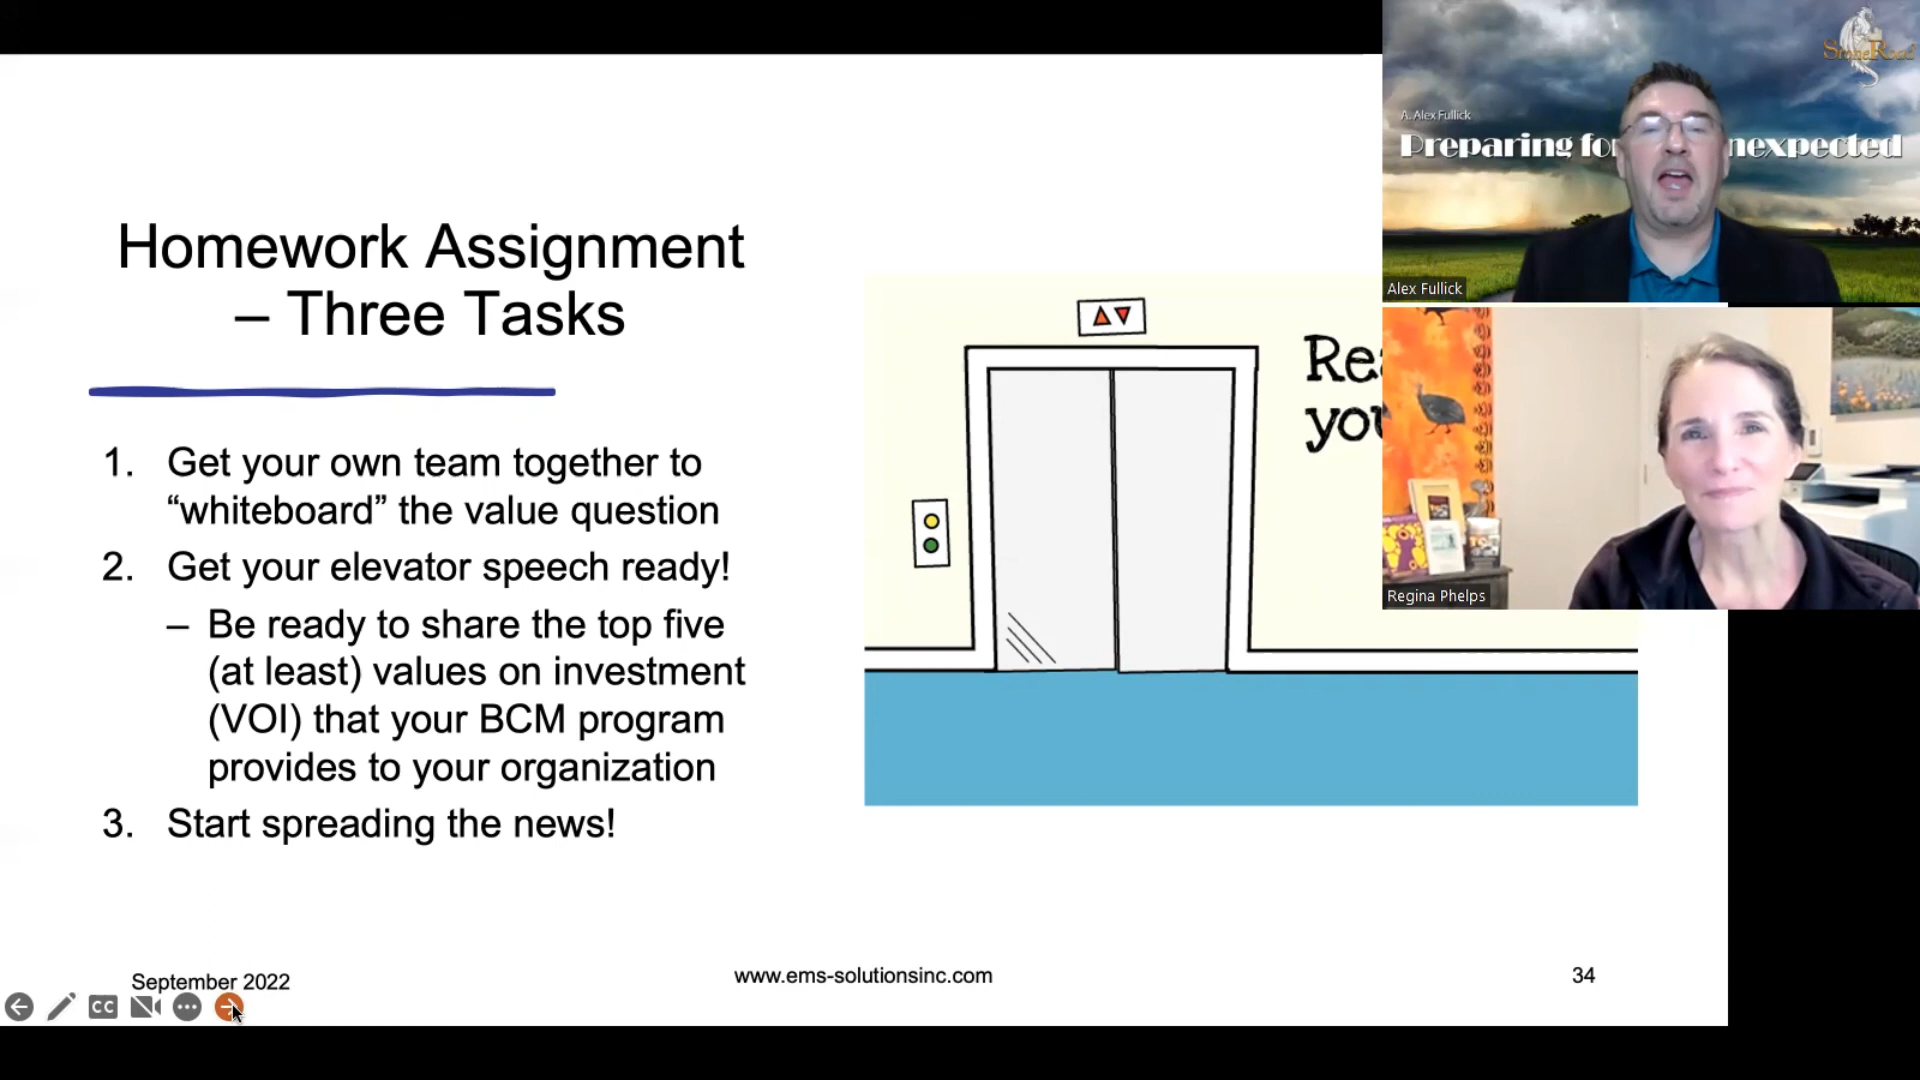 Homework Assignment
– Three Tasks
1. Get your own team together to
“whiteboard” the value question
2. Get your elevator speech ready!
– Be ready to share the top five
(at least) values on investment
(VOI) that your BCM program
provides to your organization
3. Start spreading the news!
September 2022
www.ems-solutionsinc.com
34
CC
StoneRoad
A. Alex Fullick
Preparing for
nexpected
Alex Fullick
Regina Phelps